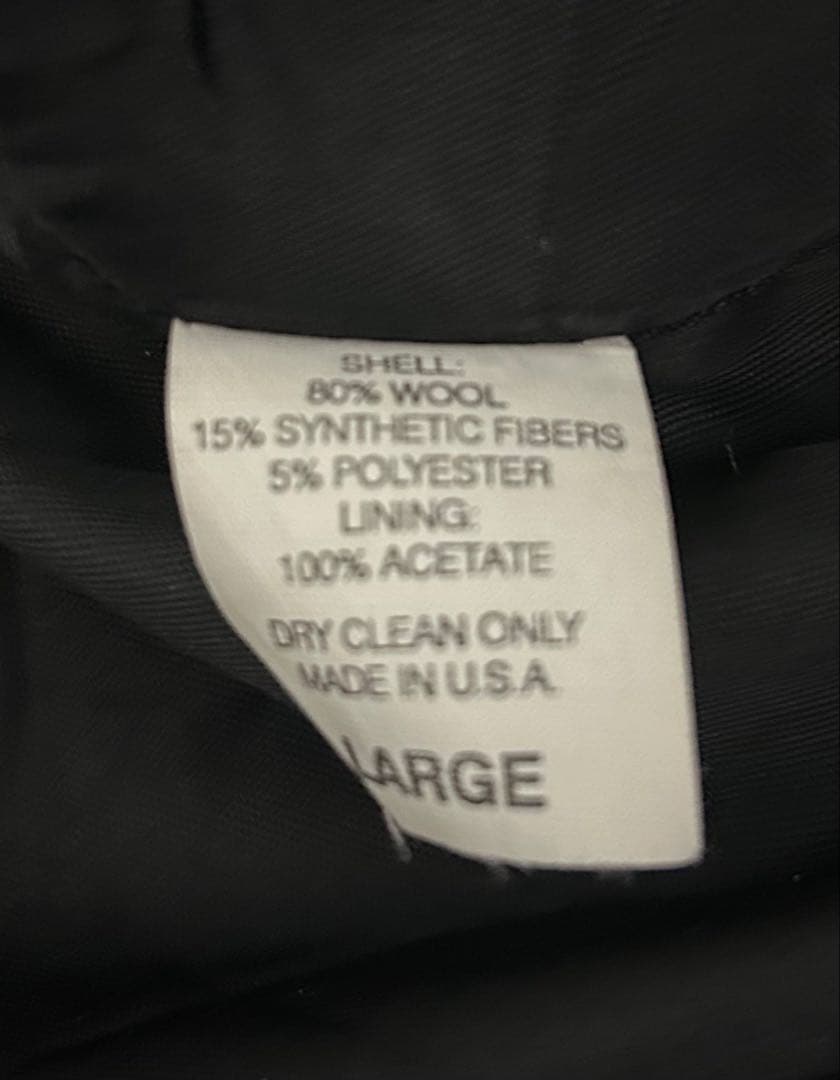 SHELL:
80% WOOL
15% SYNTHETIC FIBERS
5% POLYESTER
LINING:
100% ACETATE
DRY CLEAN ONLY
MADE IN U.S.A.
LARGE